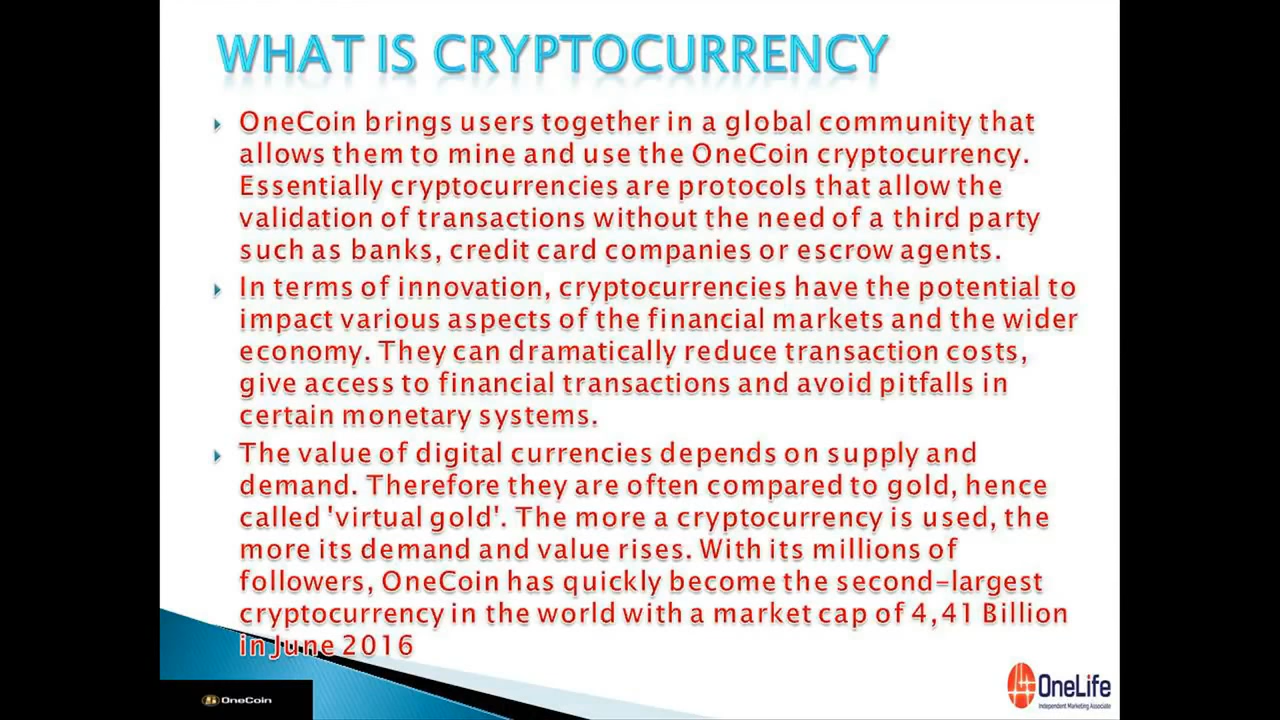 WHAT IS CRYPTOCURRENCY
OneCoin brings users together in a global community that
allows them to mine and use the OneCoin cryptocurrency.
Essentially cryptocurrencies are protocols that allow the
validation of transactions without the need of a third party
such as banks, credit card companies or escrow agents.
In terms of innovation, cryptocurrencies have the potential to
impact various aspects of the financial markets and the wider
economy. They can dramatically reduce transaction costs,
give access to financial transactions and avoid pitfalls in
certain monetary systems.
The value of digital currencies depends on supply and
demand. Therefore they are often compared to gold, hence
called 'virtual gold'. The more a cryptocurrency is used, the
more its demand and value rises. With its millions of
followers, OneCoin has quickly become the second-largest
cryptocurrency in the world with a market cap of 4,41 Billion
in June 2016
OneCoin
OneLife
Independent Marketing Associate